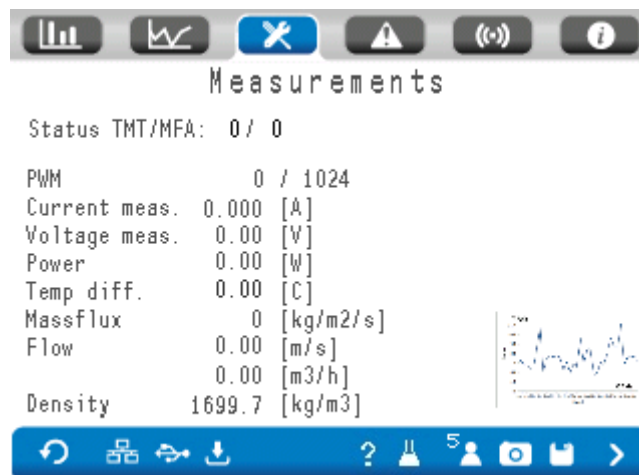 Measurements
Status TMT/MFA: 0/ 0
PWM 0 / 1024
Current meas. 0.000 [A]
Voltage meas. 0.00 [V]
Power 0.00 [W]
Temp diff. 0.00 [C]
Massflux 0 [kg/m2/s]
Flow 0.00 [m/s]
0.00 [m3/h]
Density 1699.7 [kg/m3]
? 5